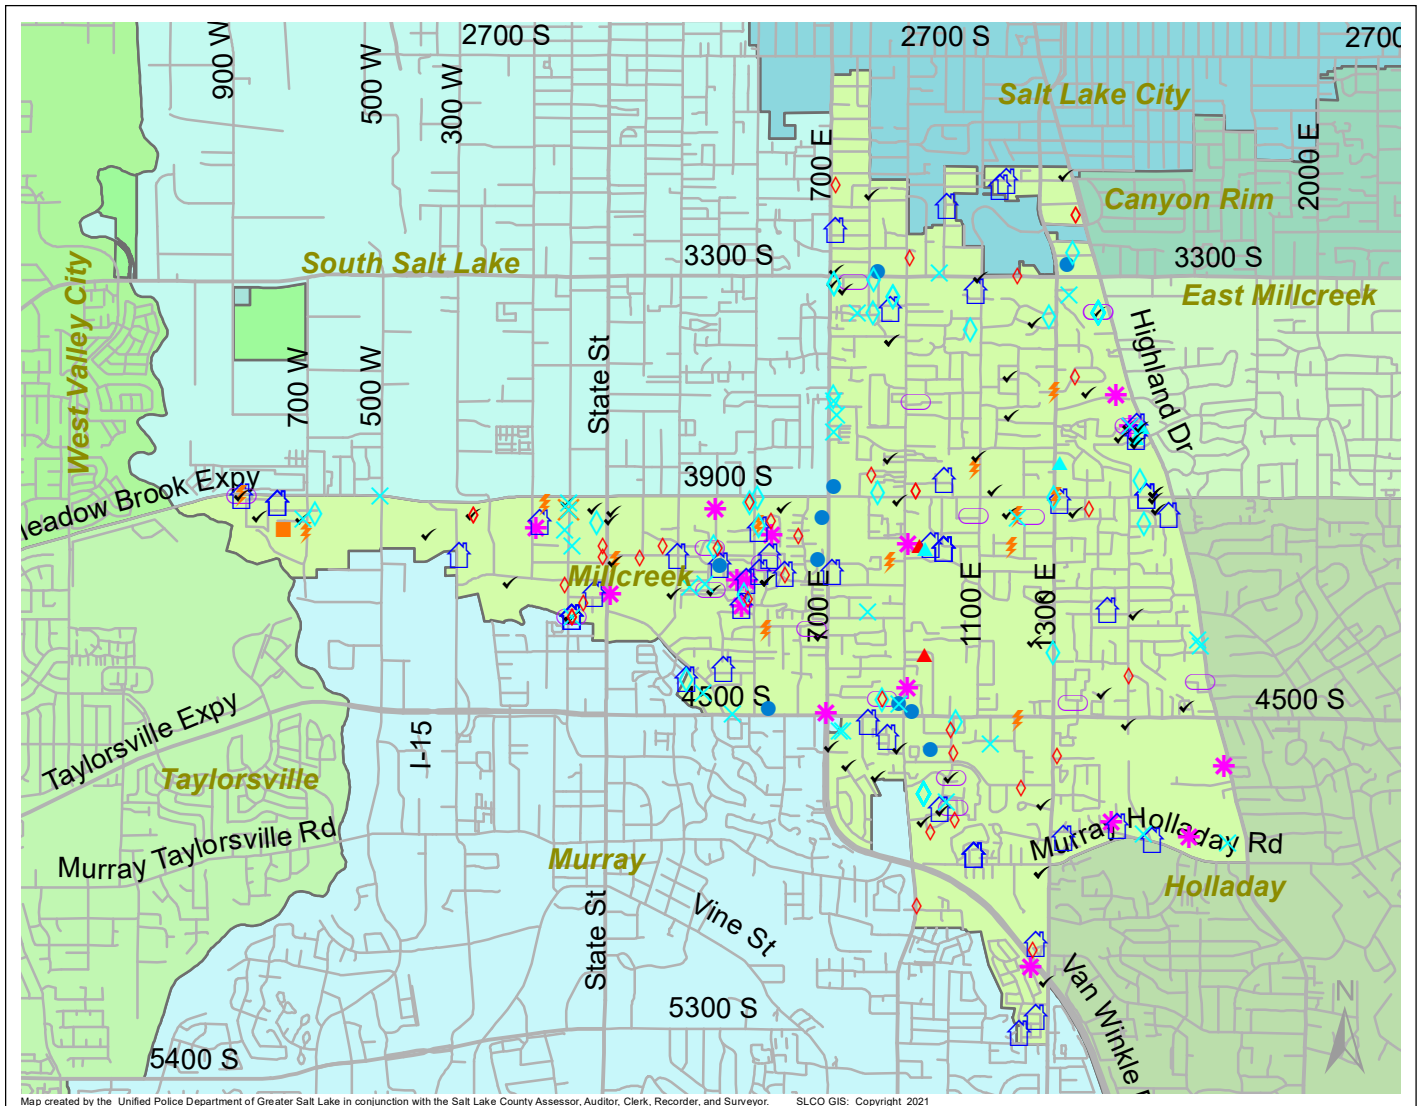 2700 S
2700 S
2700
900 W
500 W
300 W
Salt Lake City
700 E
2000 E
Canyon Rim
South Salt Lake
3300 S
3300 S
West Valley City
East Millcreek
Highland Dr
State St
700 W
500 W
3900 S
Meadow Brook Expy
Millcreek
700 E
1100 E
1300 E
4500 S
4500 S
Taylorsville Expy
I-15
Taylorsville
Murray Taylorsville Rd
Murray Holladay Rd
Murray
Holladay
State St
Vine St
Van Winkle
5300 S
N
5400 S
Map created by the Unified Police Department of Greater Salt Lake in conjunction with the Salt Lake County Assessor, Auditor, Clerk, Recorder, and Surveyor. SLCO GIS: Copyright 2021